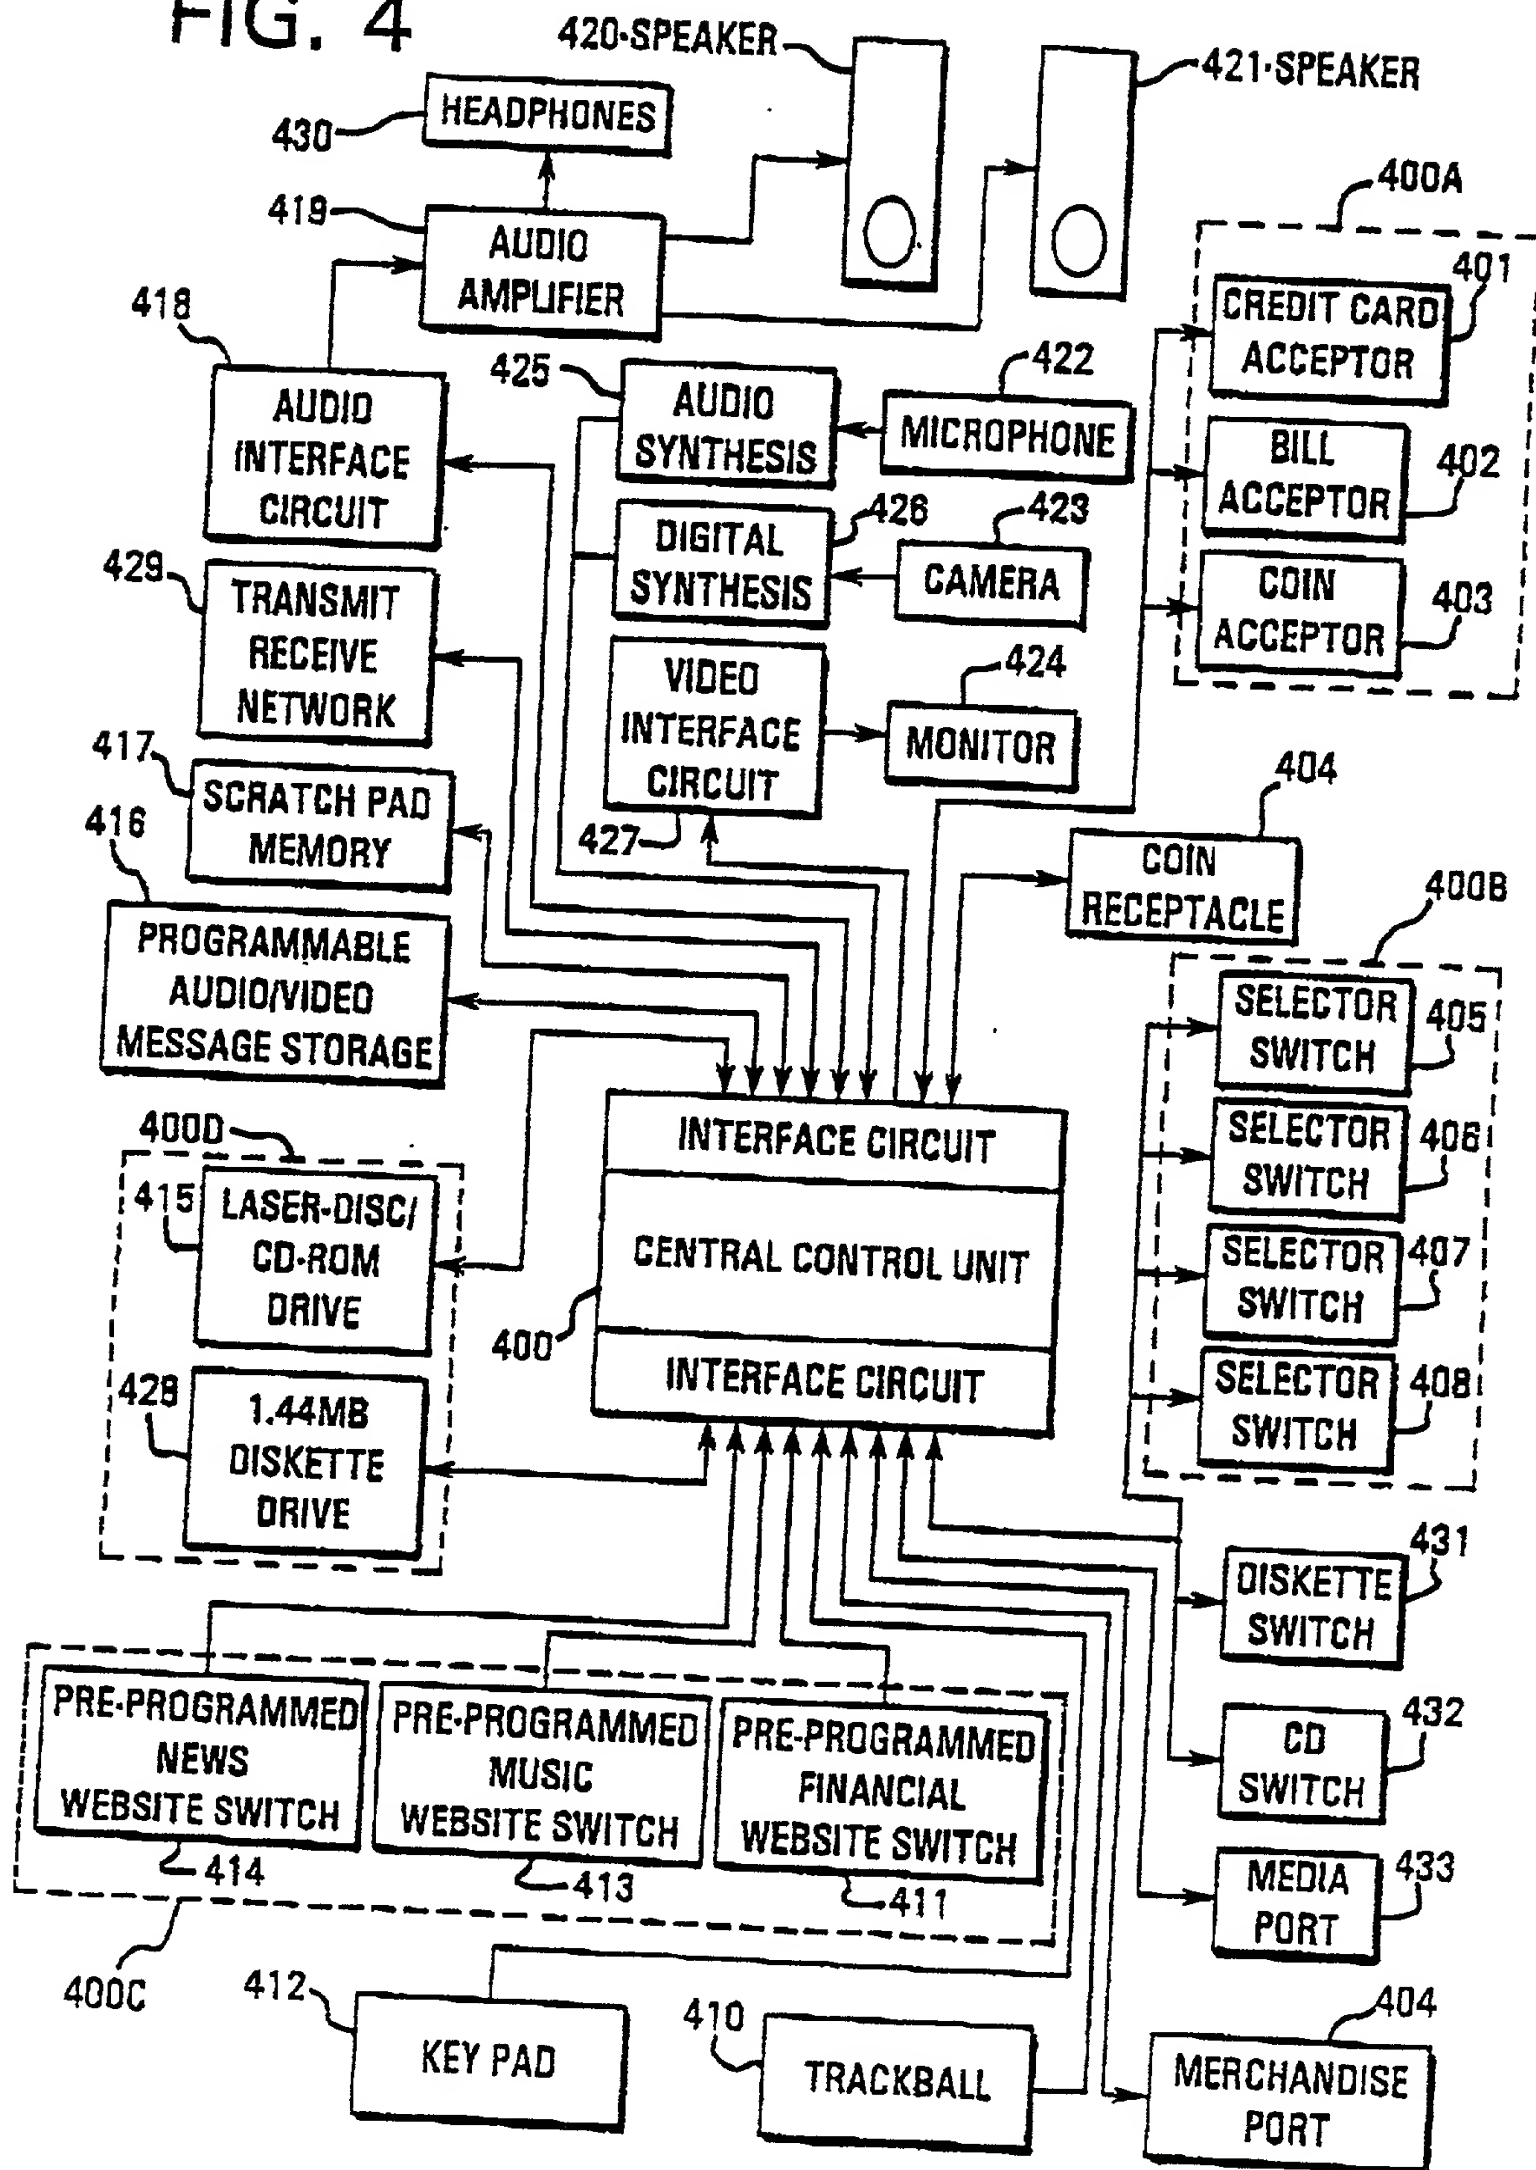 FIG. 4
420-SPEAKER
421-SPEAKER
HEADPHONES
430
400A
419
AUDIO
AMPLIFIER
401
CREDIT CARD
ACCEPTOR
418
425
AUDIO
SYNTHESIS
422
MICROPHONE
AUDIO
INTERFACE
CIRCUIT
BILL
ACCEPTOR
402
DIGITAL
SYNTHESIS
426
423
CAMERA
COIN
ACCEPTOR
403
429
TRANSMIT
RECEIVE
NETWORK
VIDEO
INTERFACE
CIRCUIT
427
424
MONITOR
417
SCRATCH PAD
MEMORY
404
COIN
RECEPTACLE
416
PROGRAMMABLE
AUDIO/VIDEO
MESSAGE STORAGE
400B
SELECTOR
SWITCH
405
SELECTOR
SWITCH
406
SELECTOR
SWITCH
407
SELECTOR
SWITCH
408
400D
415
LASER-DISC/
CD-ROM
DRIVE
INTERFACE CIRCUIT
CENTRAL CONTROL UNIT
400
INTERFACE CIRCUIT
428
1.44MB
DISKETTE
DRIVE
431
DISKETTE
SWITCH
432
CD
SWITCH
PRE-PROGRAMMED
NEWS
WEBSITE SWITCH
414
PRE-PROGRAMMED
MUSIC
WEBSITE SWITCH
413
PRE-PROGRAMMED
FINANCIAL
WEBSITE SWITCH
411
MEDIA
PORT
433
400C
412
KEY PAD
410
TRACKBALL
404
MERCHANDISE
PORT